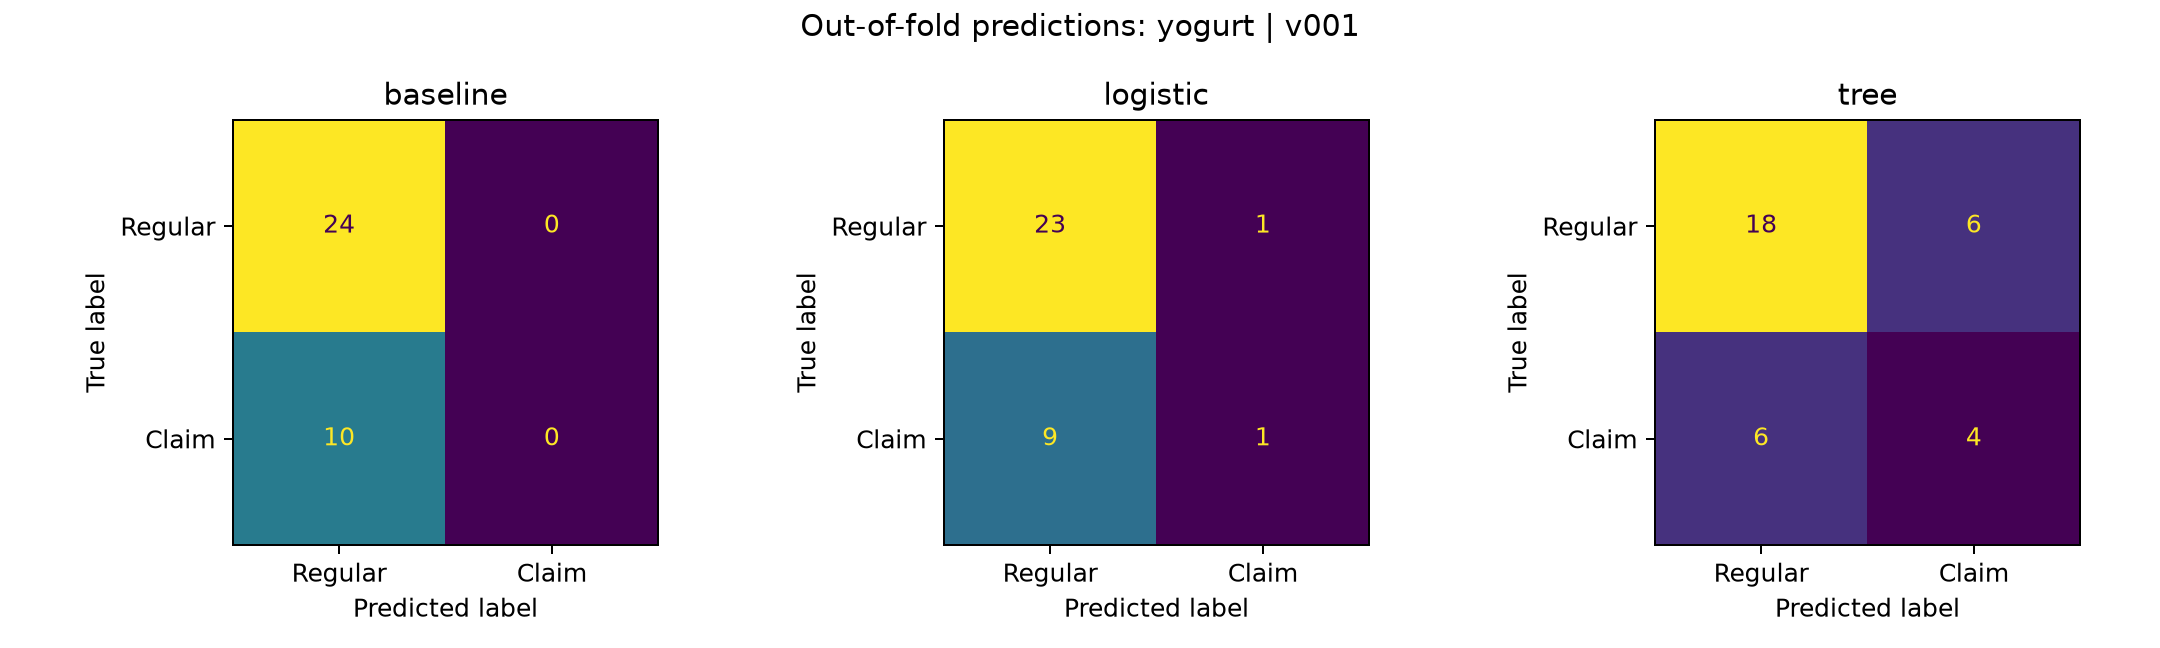 Out-of-fold predictions: yogurt | v001
baseline
True label
Regular
24
0
Claim
10
0
Regular
Claim
Predicted label
logistic
True label
Regular
23
1
Claim
9
1
Regular
Claim
Predicted label
tree
True label
Regular
18
6
Claim
6
4
Regular
Claim
Predicted label